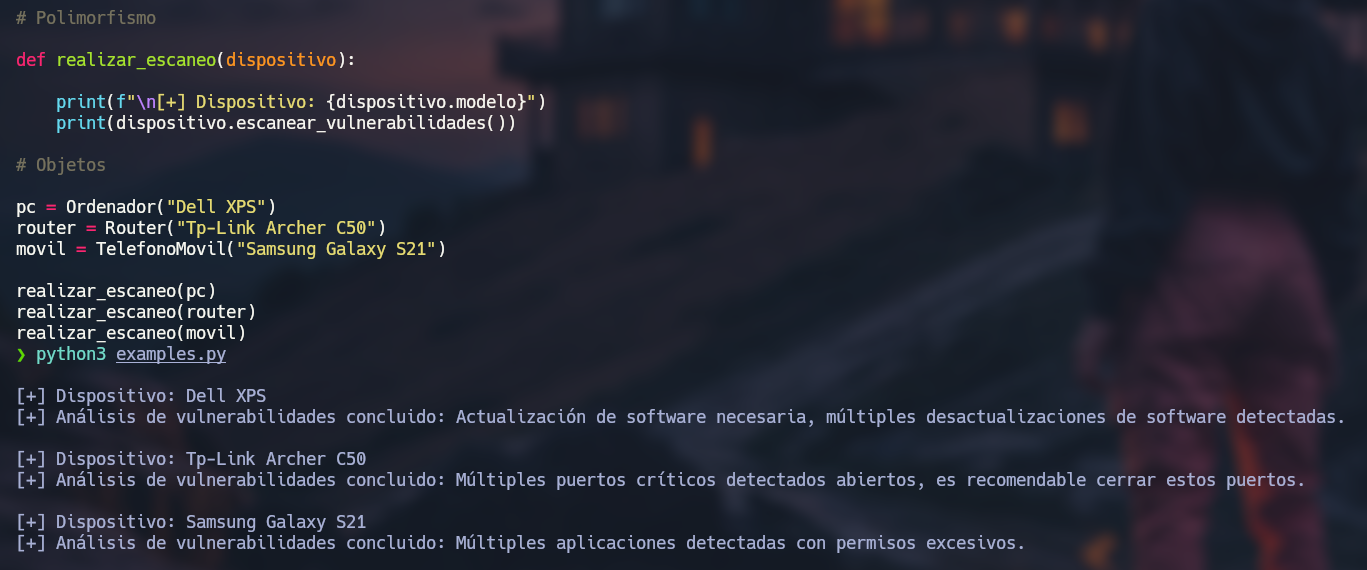 # Polimorfismo
def realizar_escaneo(dispositivo):
    print(f"\n[+] Dispositivo: {dispositivo.modelo}")
    print(dispositivo.escanear_vulnerabilidades())
# Objetos
pc = Ordenador("Dell XPS")
router = Router("Tp-Link Archer C50")
movil = TelefonoMovil("Samsung Galaxy S21")
realizar_escaneo(pc)
realizar_escaneo(router)
realizar_escaneo(movil)
❯ python3 examples.py
[+] Dispositivo: Dell XPS
[+] Análisis de vulnerabilidades concluido: Actualización de software necesaria, múltiples desactualizaciones de software detectadas.
[+] Dispositivo: Tp-Link Archer C50
[+] Análisis de vulnerabilidades concluido: Múltiples puertos críticos detectados abiertos, es recomendable cerrar estos puertos.
[+] Dispositivo: Samsung Galaxy S21
[+] Análisis de vulnerabilidades concluido: Múltiples aplicaciones detectadas con permisos excesivos.